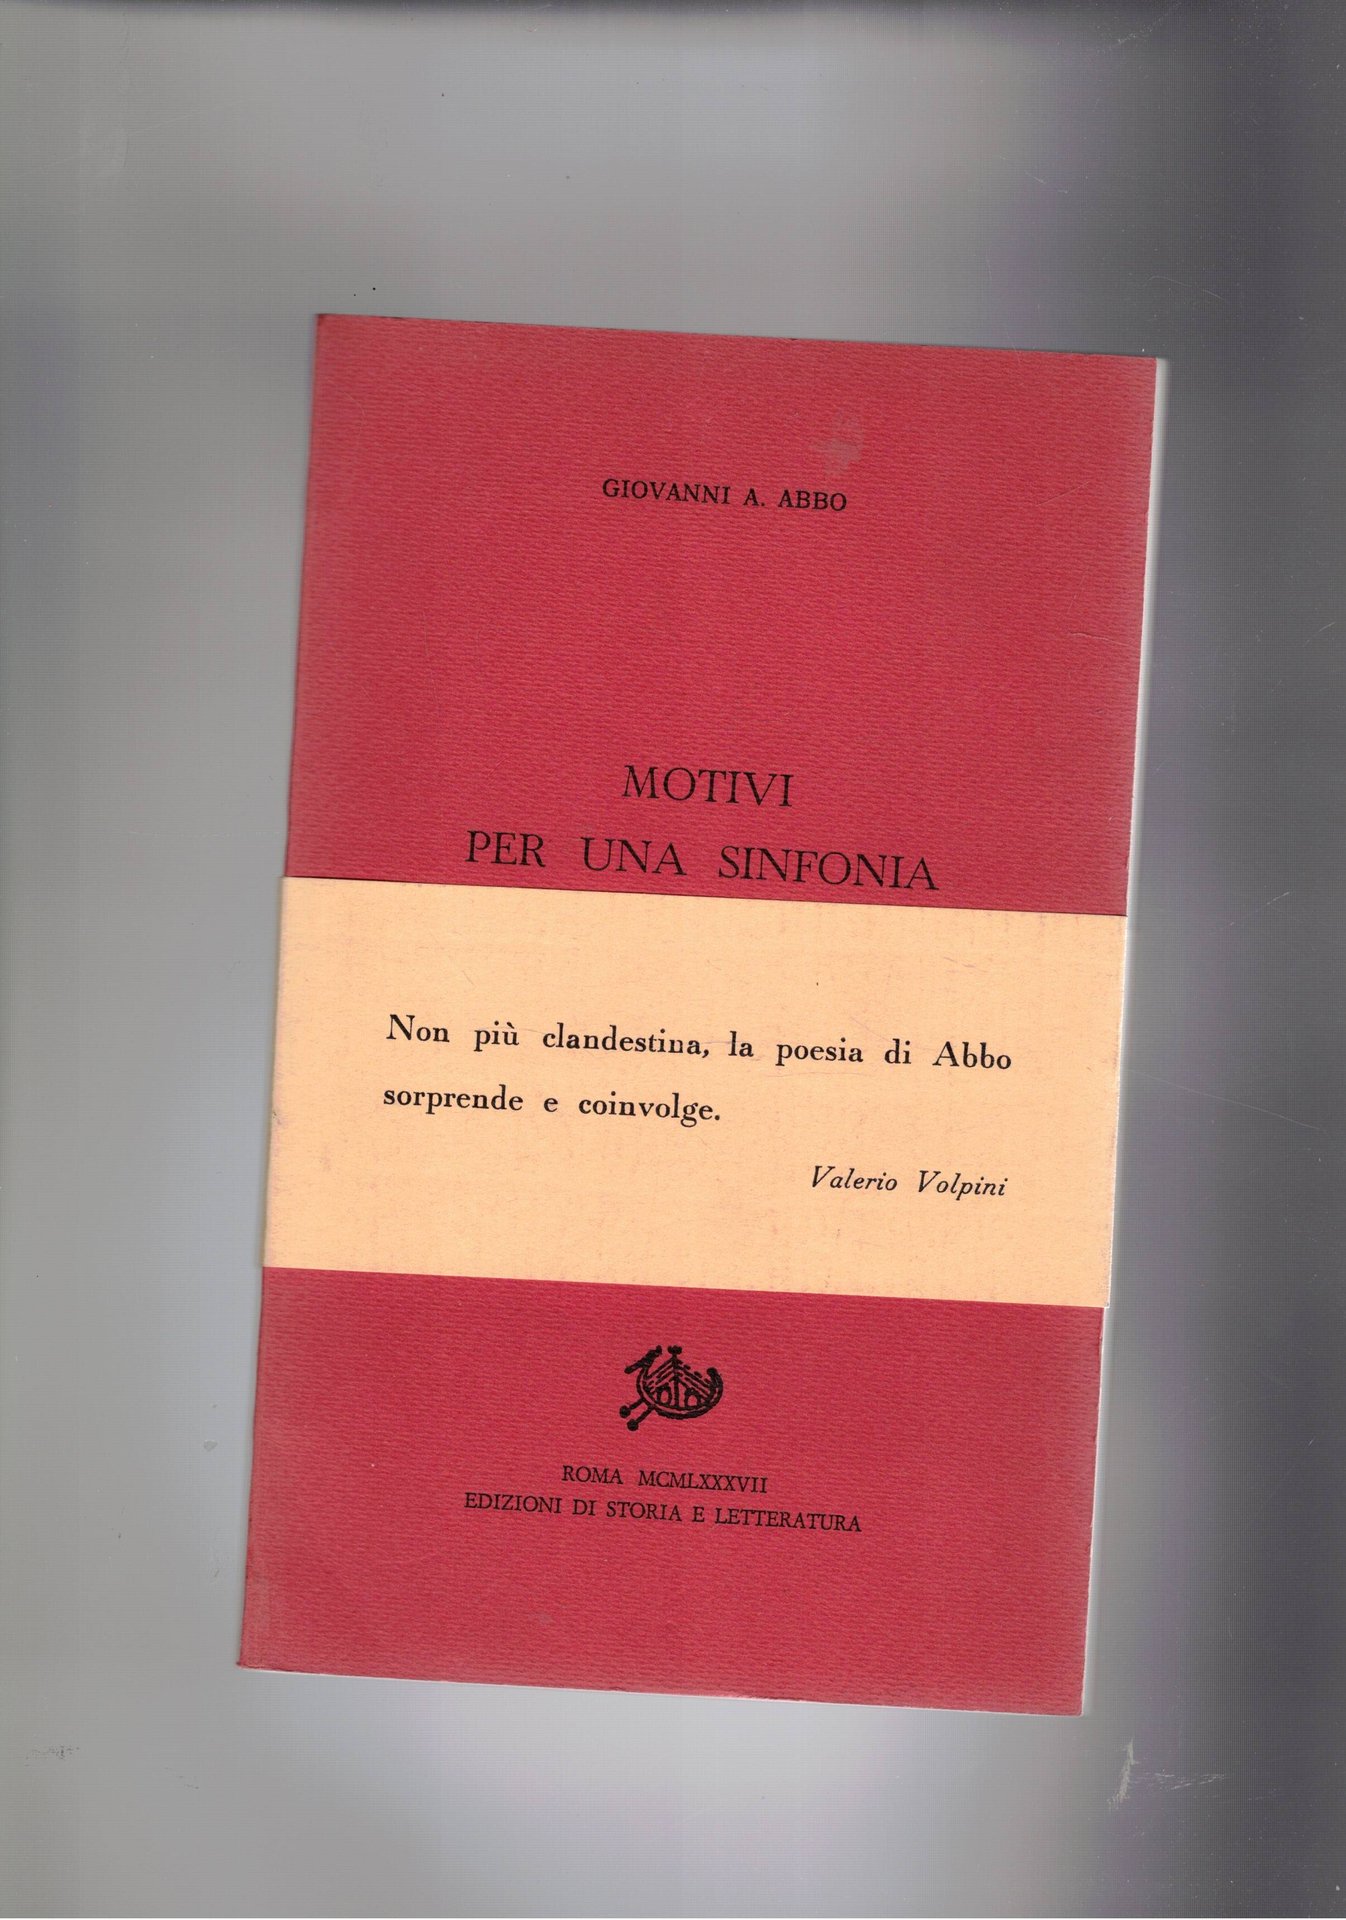 GIOVANNI A. ABBO
MOTIVI
PER UNA SINFONIA
Non più clandestina, la poesia di Abbo
sorprende e coinvolge.
Valerio Volpini
ROMA MCMLXXXVII
EDIZIONI DI STORIA E LETTERATURA